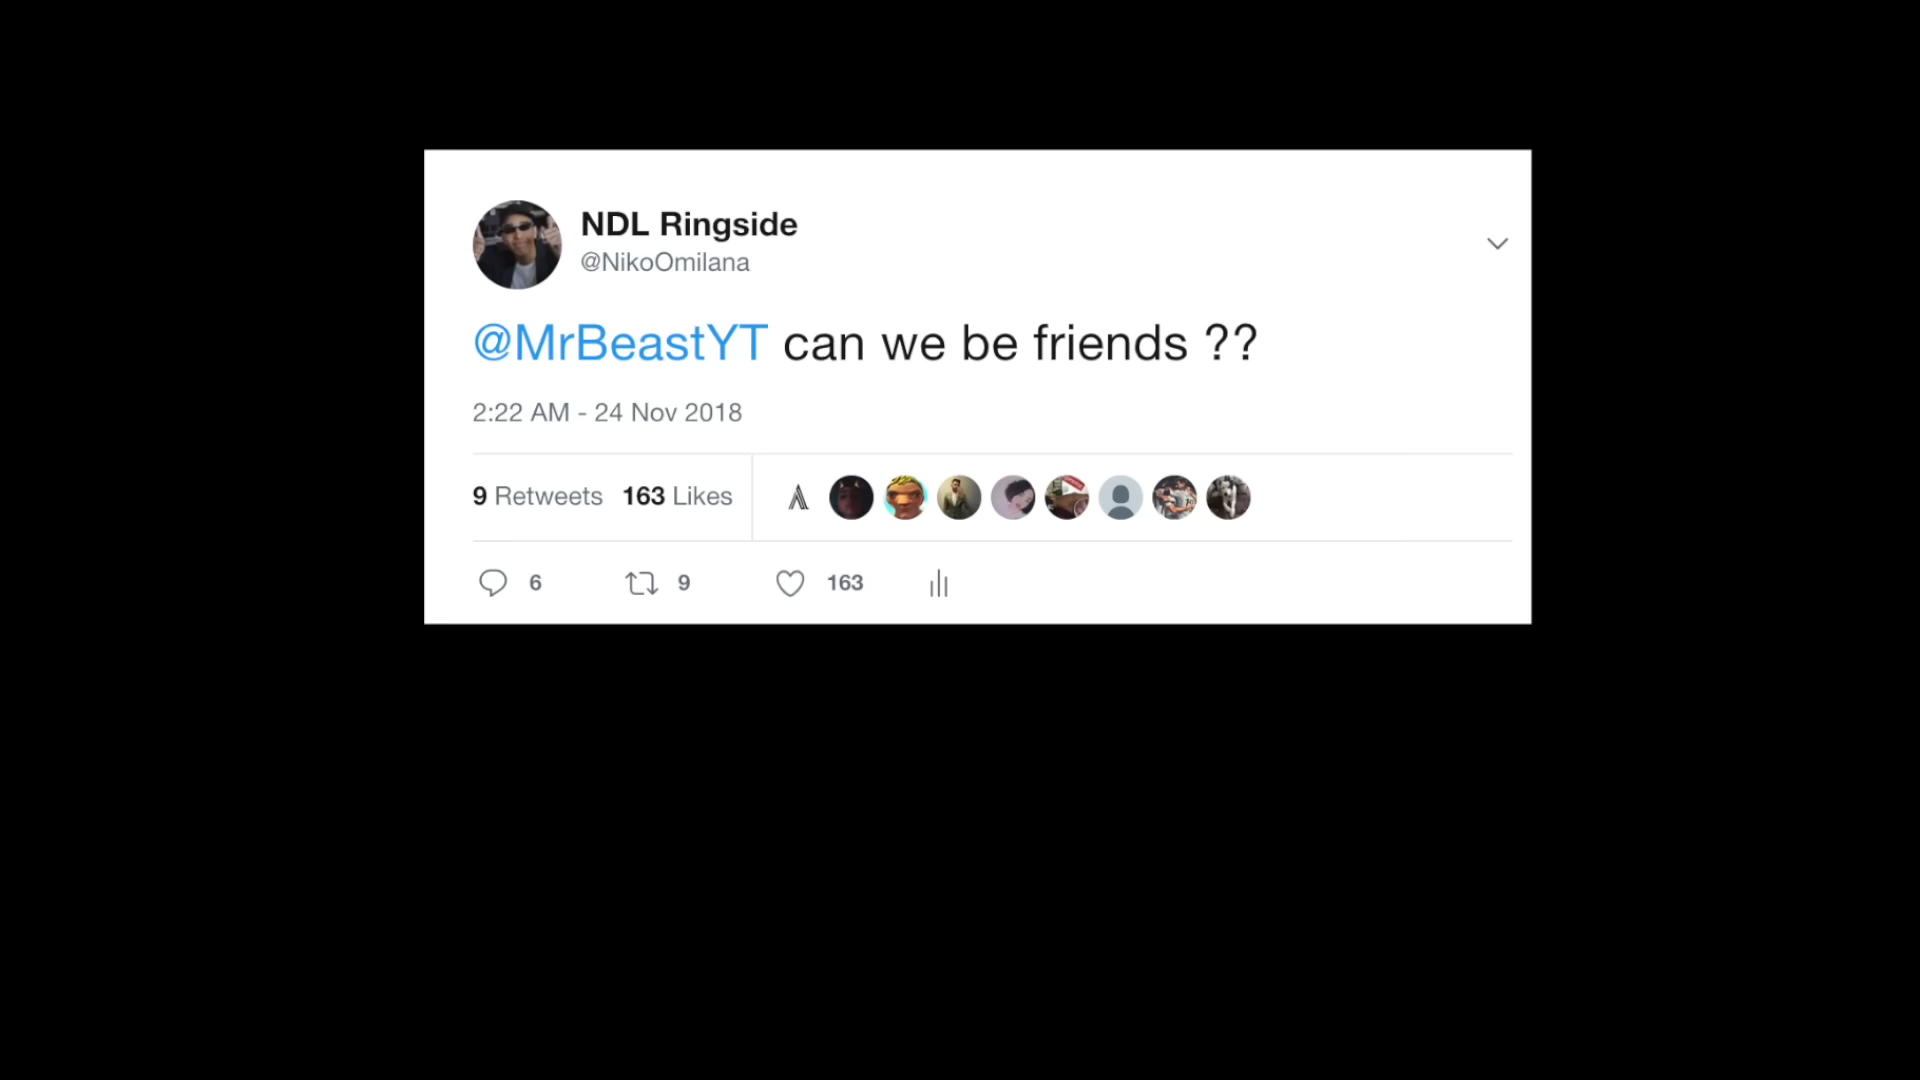 NDL Ringside
@NikoOmilana
@MrBeastYT can we be friends ??
2:22 AM - 24 Nov 2018
9 Retweets 163 Likes
6 9 163